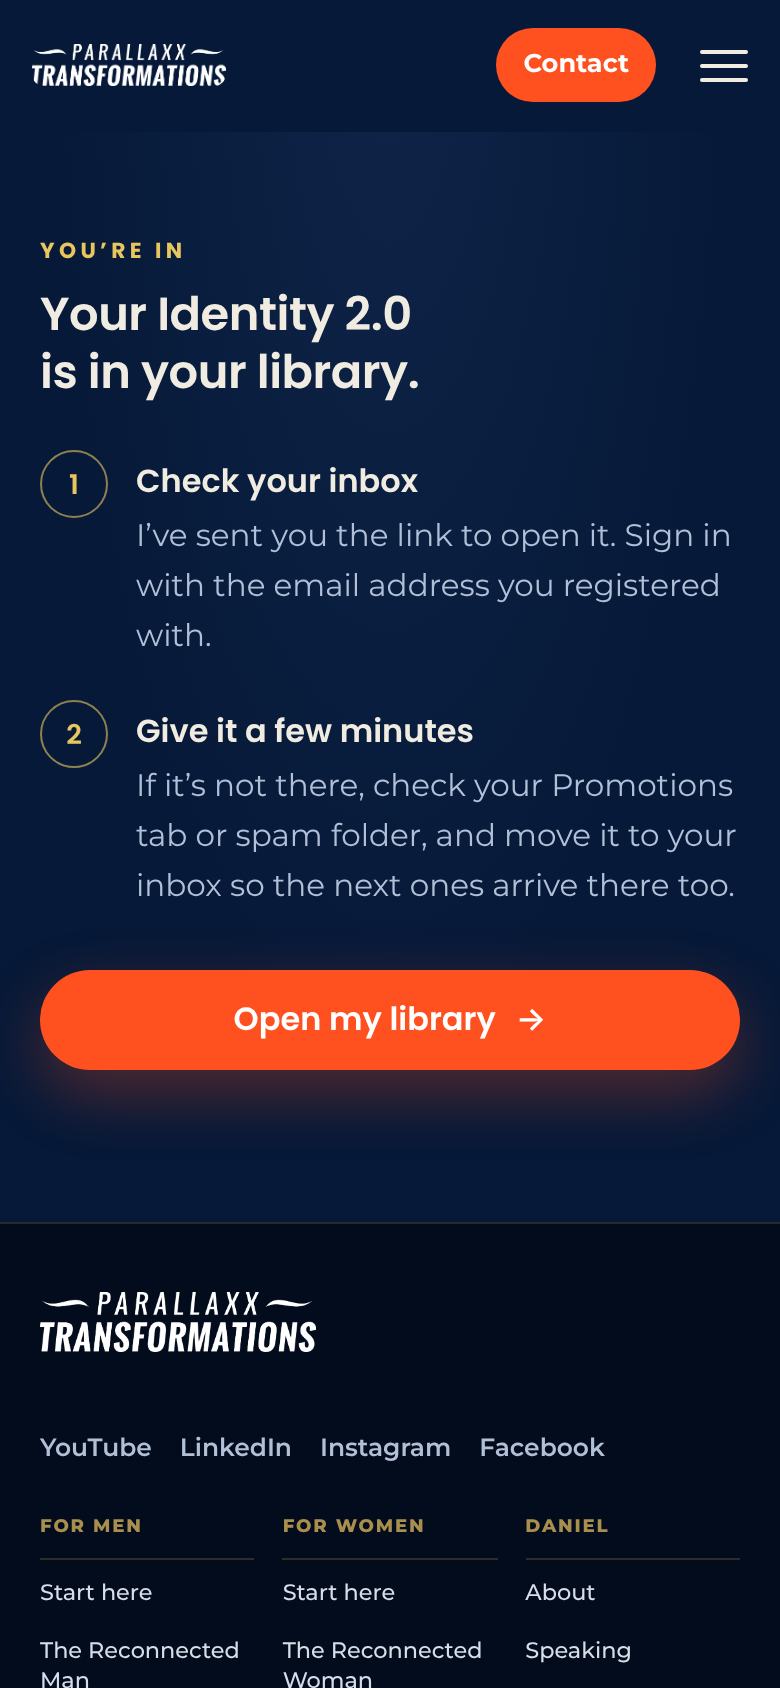 PARALLAXX
TRANSFORMATIONS
Contact
YOU’RE IN
Your Identity 2.0
is in your library.
1
Check your inbox
I’ve sent you the link to open it. Sign in
with the email address you registered
with.
2
Give it a few minutes
If it’s not there, check your Promotions
tab or spam folder, and move it to your
inbox so the next ones arrive there too.
Open my library →
PARALLAXX
TRANSFORMATIONS
YouTube LinkedIn Instagram Facebook
FOR MEN
Start here
The Reconnected
Man
FOR WOMEN
Start here
The Reconnected
Woman
DANIEL
About
Speaking